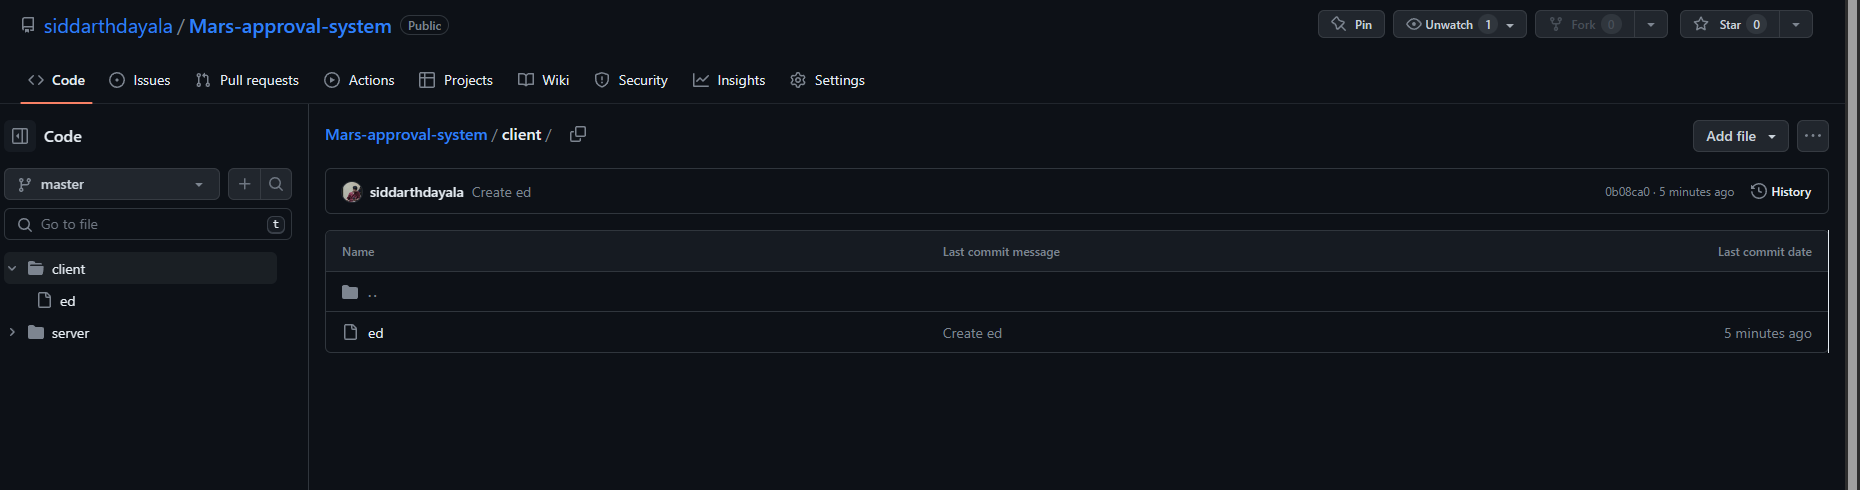 siddarthdayala / Mars-approval-system Public
Pin Unwatch 1 Fork 0 Star 0
Code Issues Pull requests Actions Projects Wiki Security Insights Settings
Code
master
Go to file t
client
ed
server
Mars-approval-system / client /
Add file
siddarthdayala Create ed 0b08ca0 · 5 minutes ago History
Name Last commit message Last commit date
..
ed Create ed 5 minutes ago